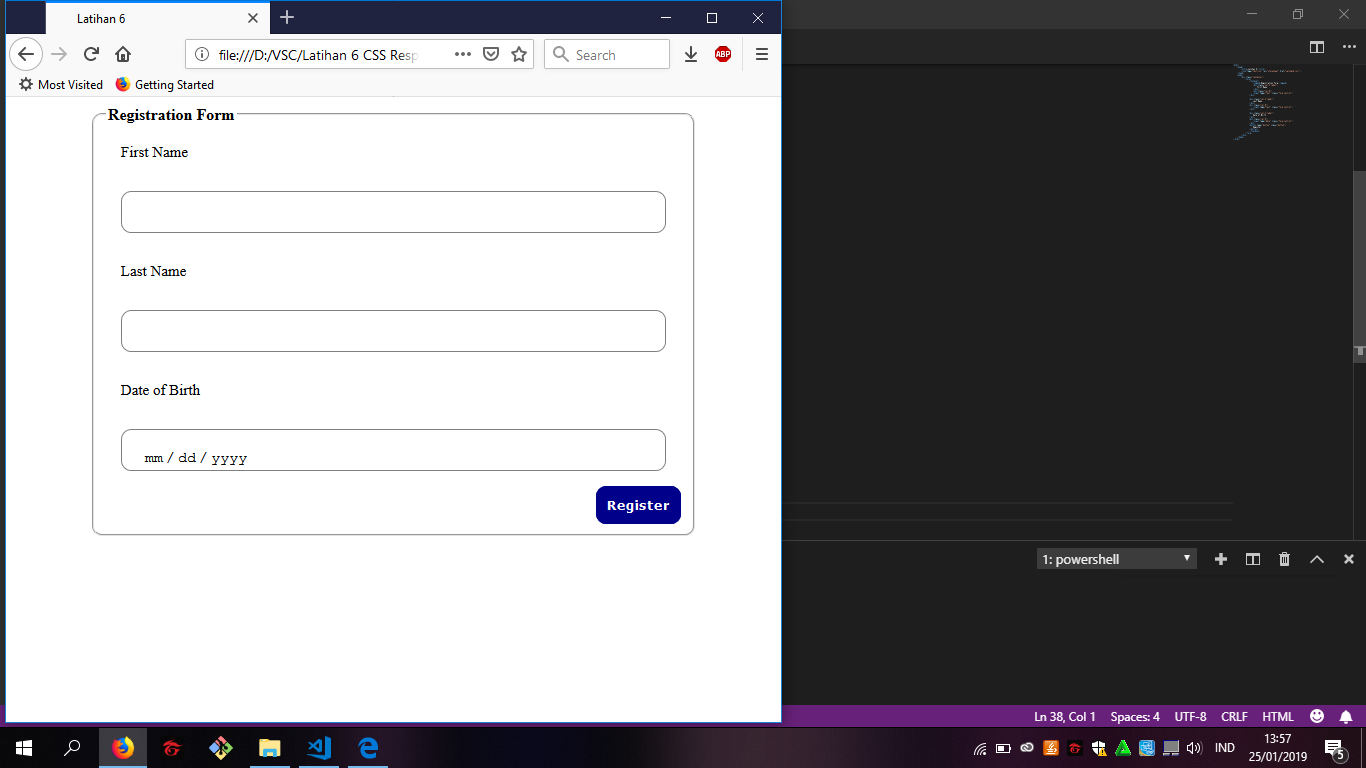 Latihan 6
file:///D:/VSC/Latihan 6 CSS Resp
Search
ABP
Most Visited
Getting Started
Registration Form
First Name
Last Name
Date of Birth
mm / dd / yyyy
Register
1: powershell
Ln 38, Col 1 Spaces: 4 UTF-8 CRLF HTML
IND
13:57
25/01/2019
5